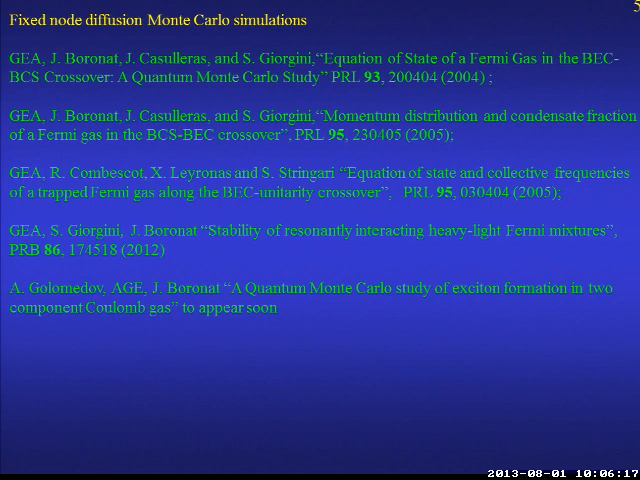 5
Fixed node diffusion Monte Carlo simulations
GEA, J. Boronat, J. Casulleras, and S. Giorgini,“Equation of State of a Fermi Gas in the BEC-
BCS Crossover: A Quantum Monte Carlo Study” PRL 93, 200404 (2004) ;
GEA, J. Boronat, J. Casulleras, and S. Giorgini,“Momentum distribution and condensate fraction
of a Fermi gas in the BCS-BEC crossover”, PRL 95, 230405 (2005);
GEA, R. Combescot, X. Leyronas and S. Stringari “Equation of state and collective frequencies
of a trapped Fermi gas along the BEC-unitarity crossover”, PRL 95, 030404 (2005);
GEA, S. Giorgini, J. Boronat “Stability of resonantly interacting heavy-light Fermi mixtures”,
PRB 86, 174518 (2012)
A. Golomedov, AGE, J. Boronat “A Quantum Monte Carlo study of exciton formation in two
component Coulomb gas” to appear soon
2013-08-01 10:06:17